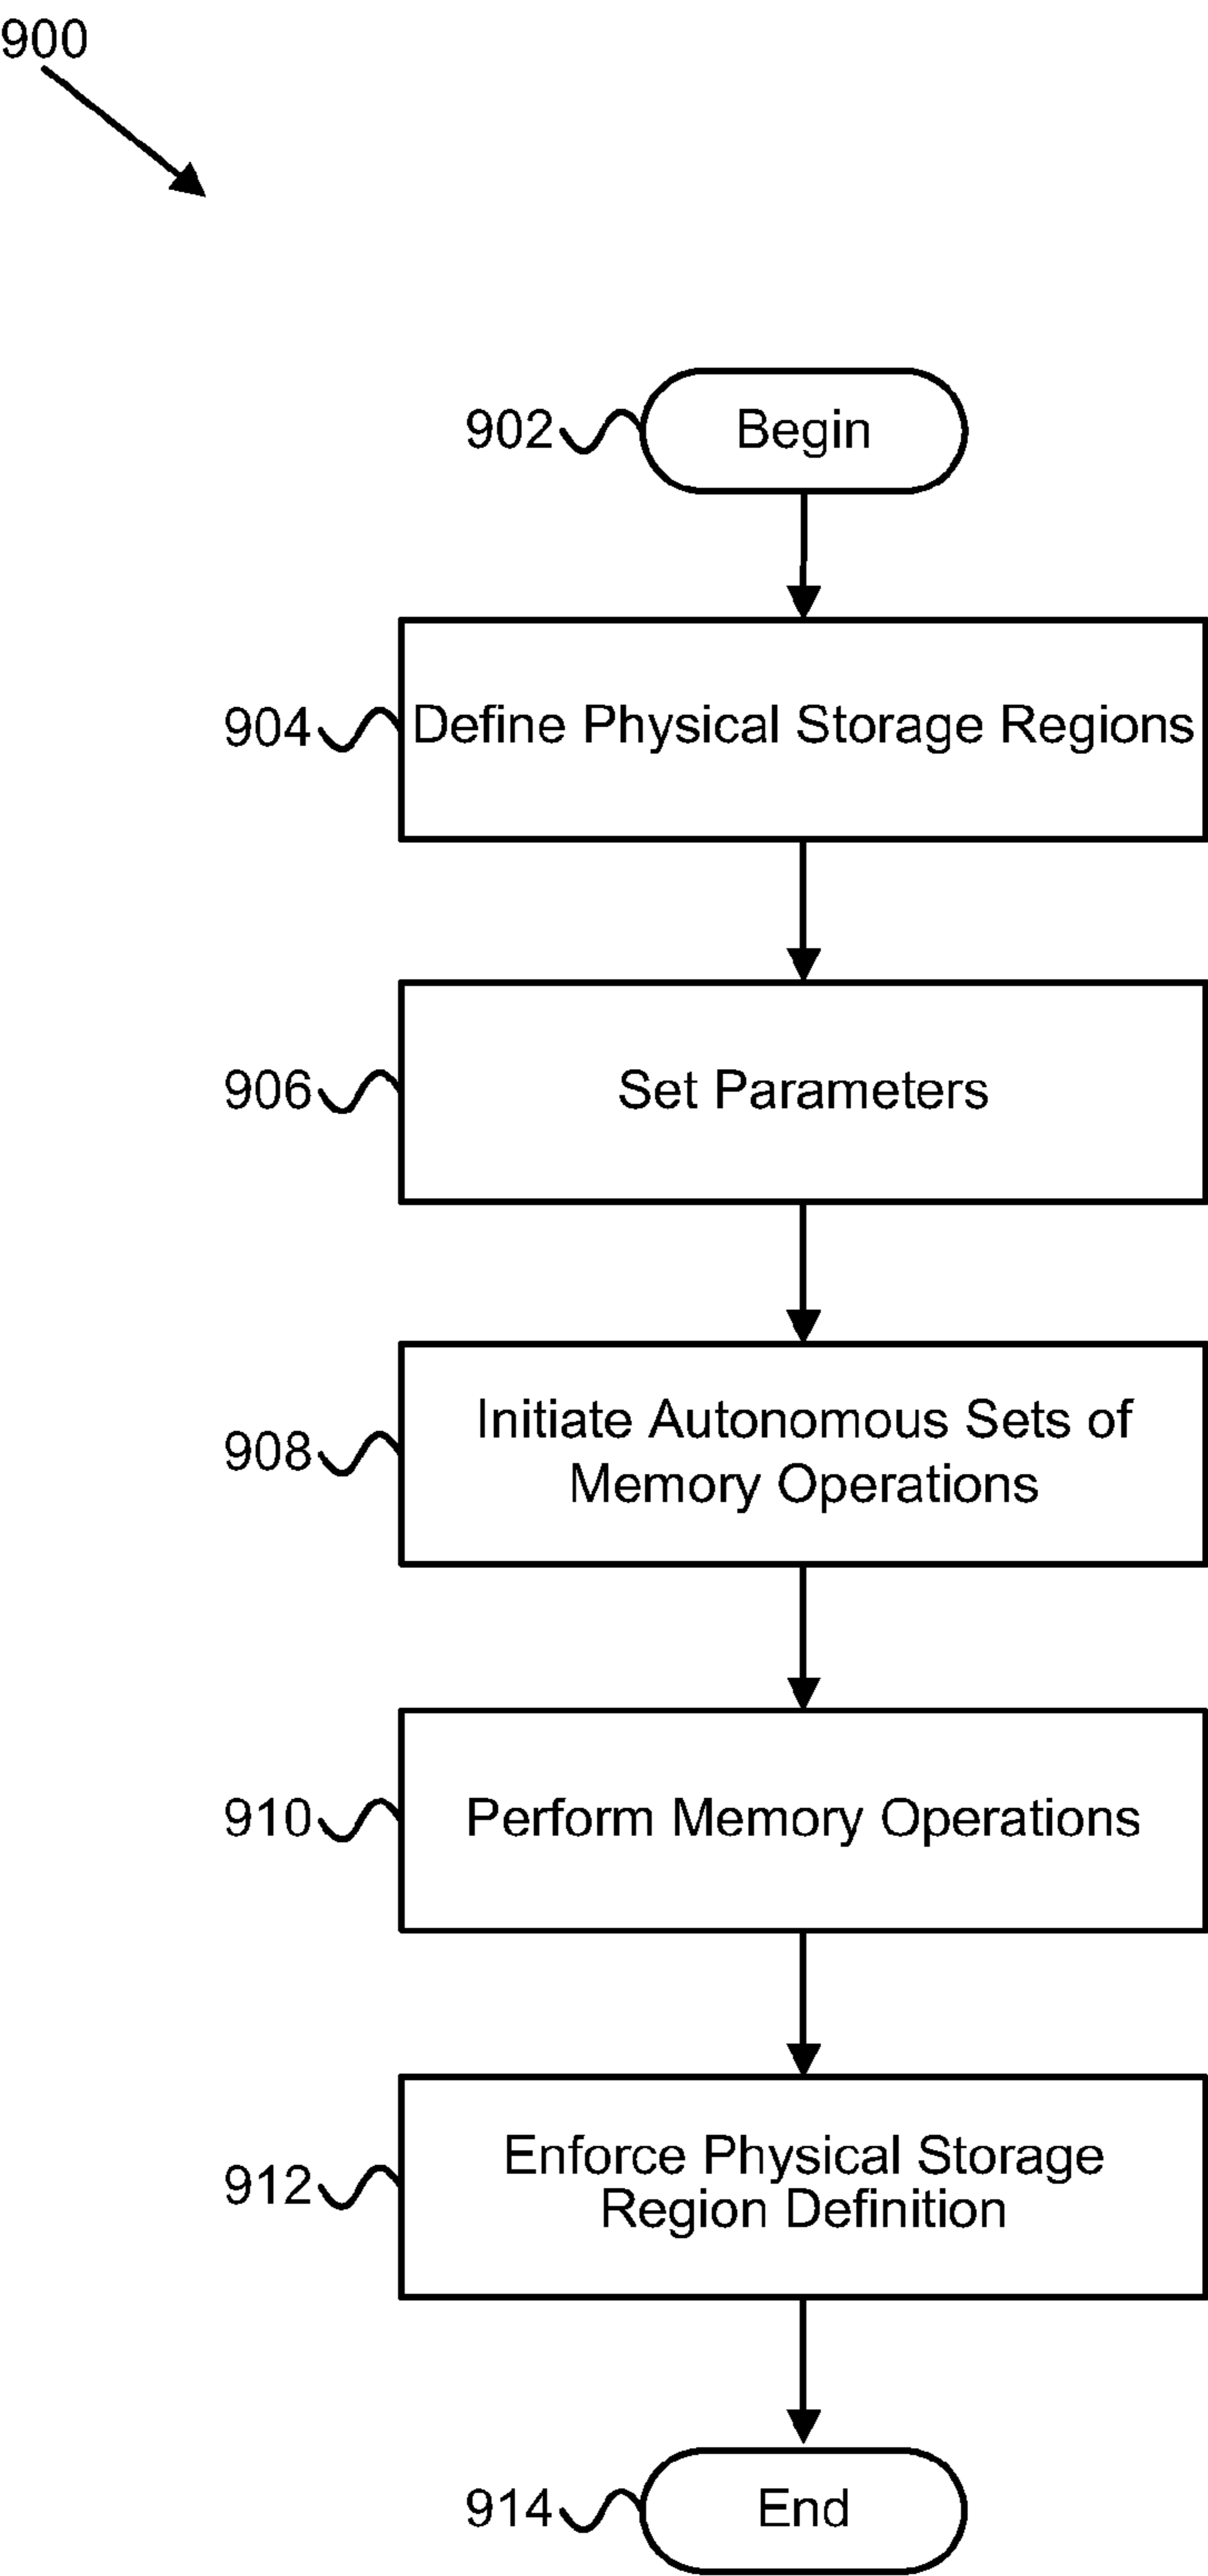 900
902 Begin
904 Define Physical Storage Regions
906 Set Parameters
908 Initiate Autonomous Sets of
Memory Operations
910 Perform Memory Operations
912 Enforce Physical Storage
Region Definition
914 End